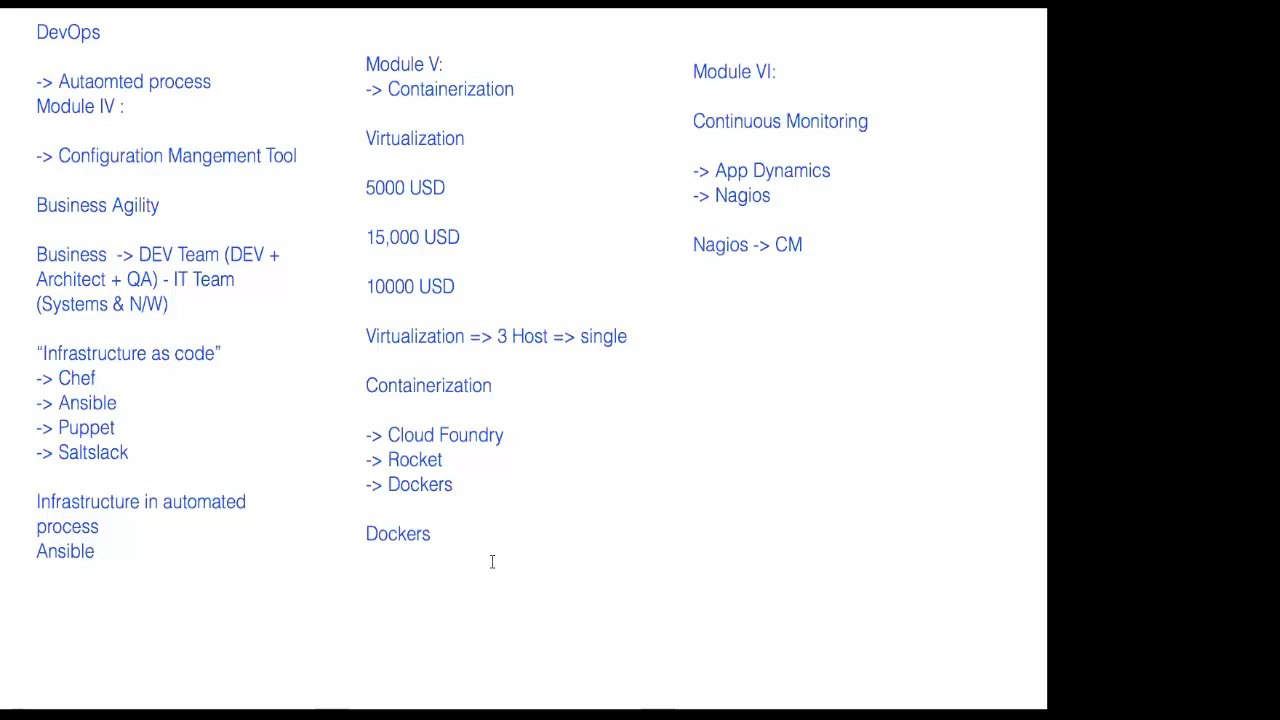 DevOps
-> Autaomted process
Module IV :
-> Configuration Mangement Tool
Business Agility
Business  -> DEV Team (DEV +
Architect + QA) - IT Team
(Systems & N/W)
“Infrastructure as code”
-> Chef
-> Ansible
-> Puppet
-> Saltslack
Infrastructure in automated
process
Ansible
Module V:
-> Containerization
Virtualization
5000 USD
15,000 USD
10000 USD
Virtualization => 3 Host => single
Containerization
-> Cloud Foundry
-> Rocket
-> Dockers
Dockers
Module VI:
Continuous Monitoring
-> App Dynamics
-> Nagios
Nagios -> CM